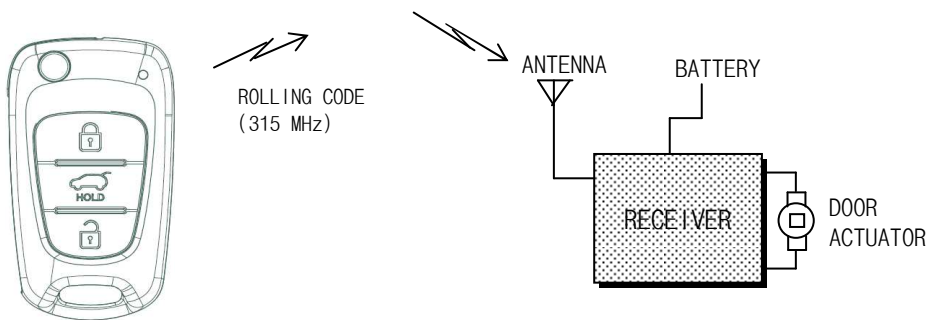 HOLD
ROLLING CODE
(315 MHz)
ANTENNA
BATTERY
RECEIVER
DOOR
ACTUATOR